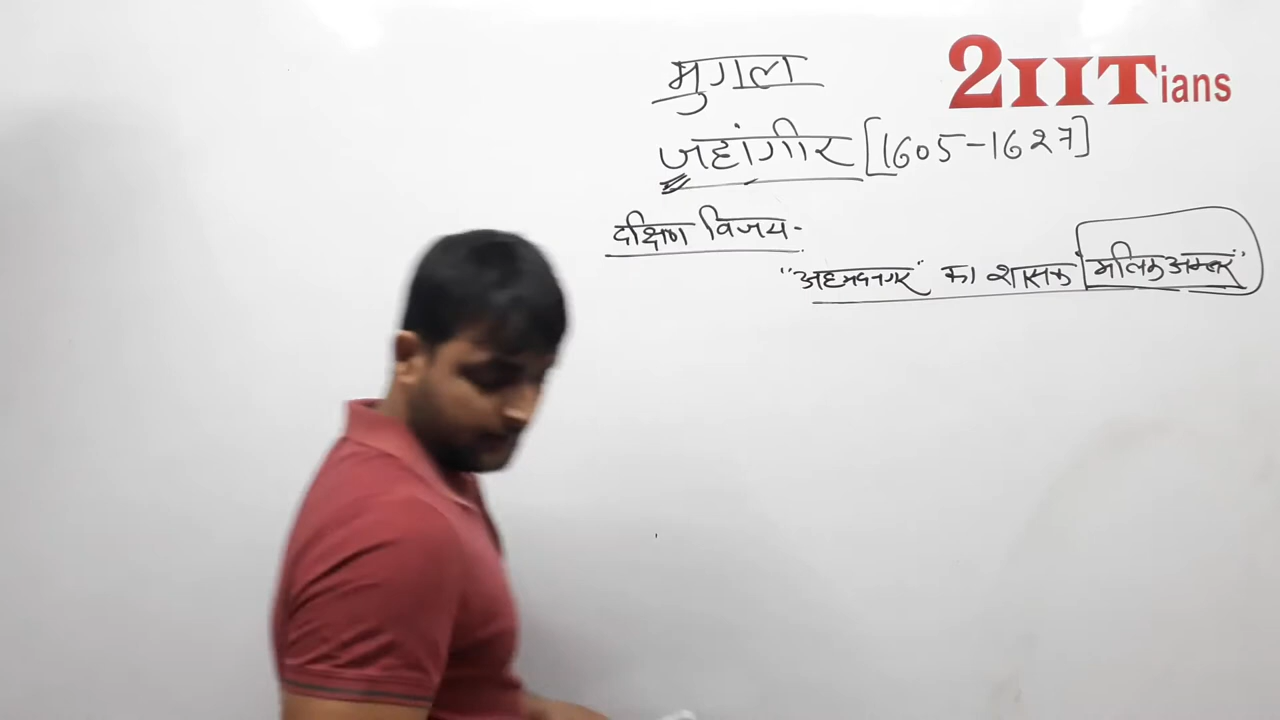 मुगल
2IITians
जहांगीर [1605-1627]
दक्षिण विजय-
"अहमदनगर" का शासक "मलिक अम्बर"